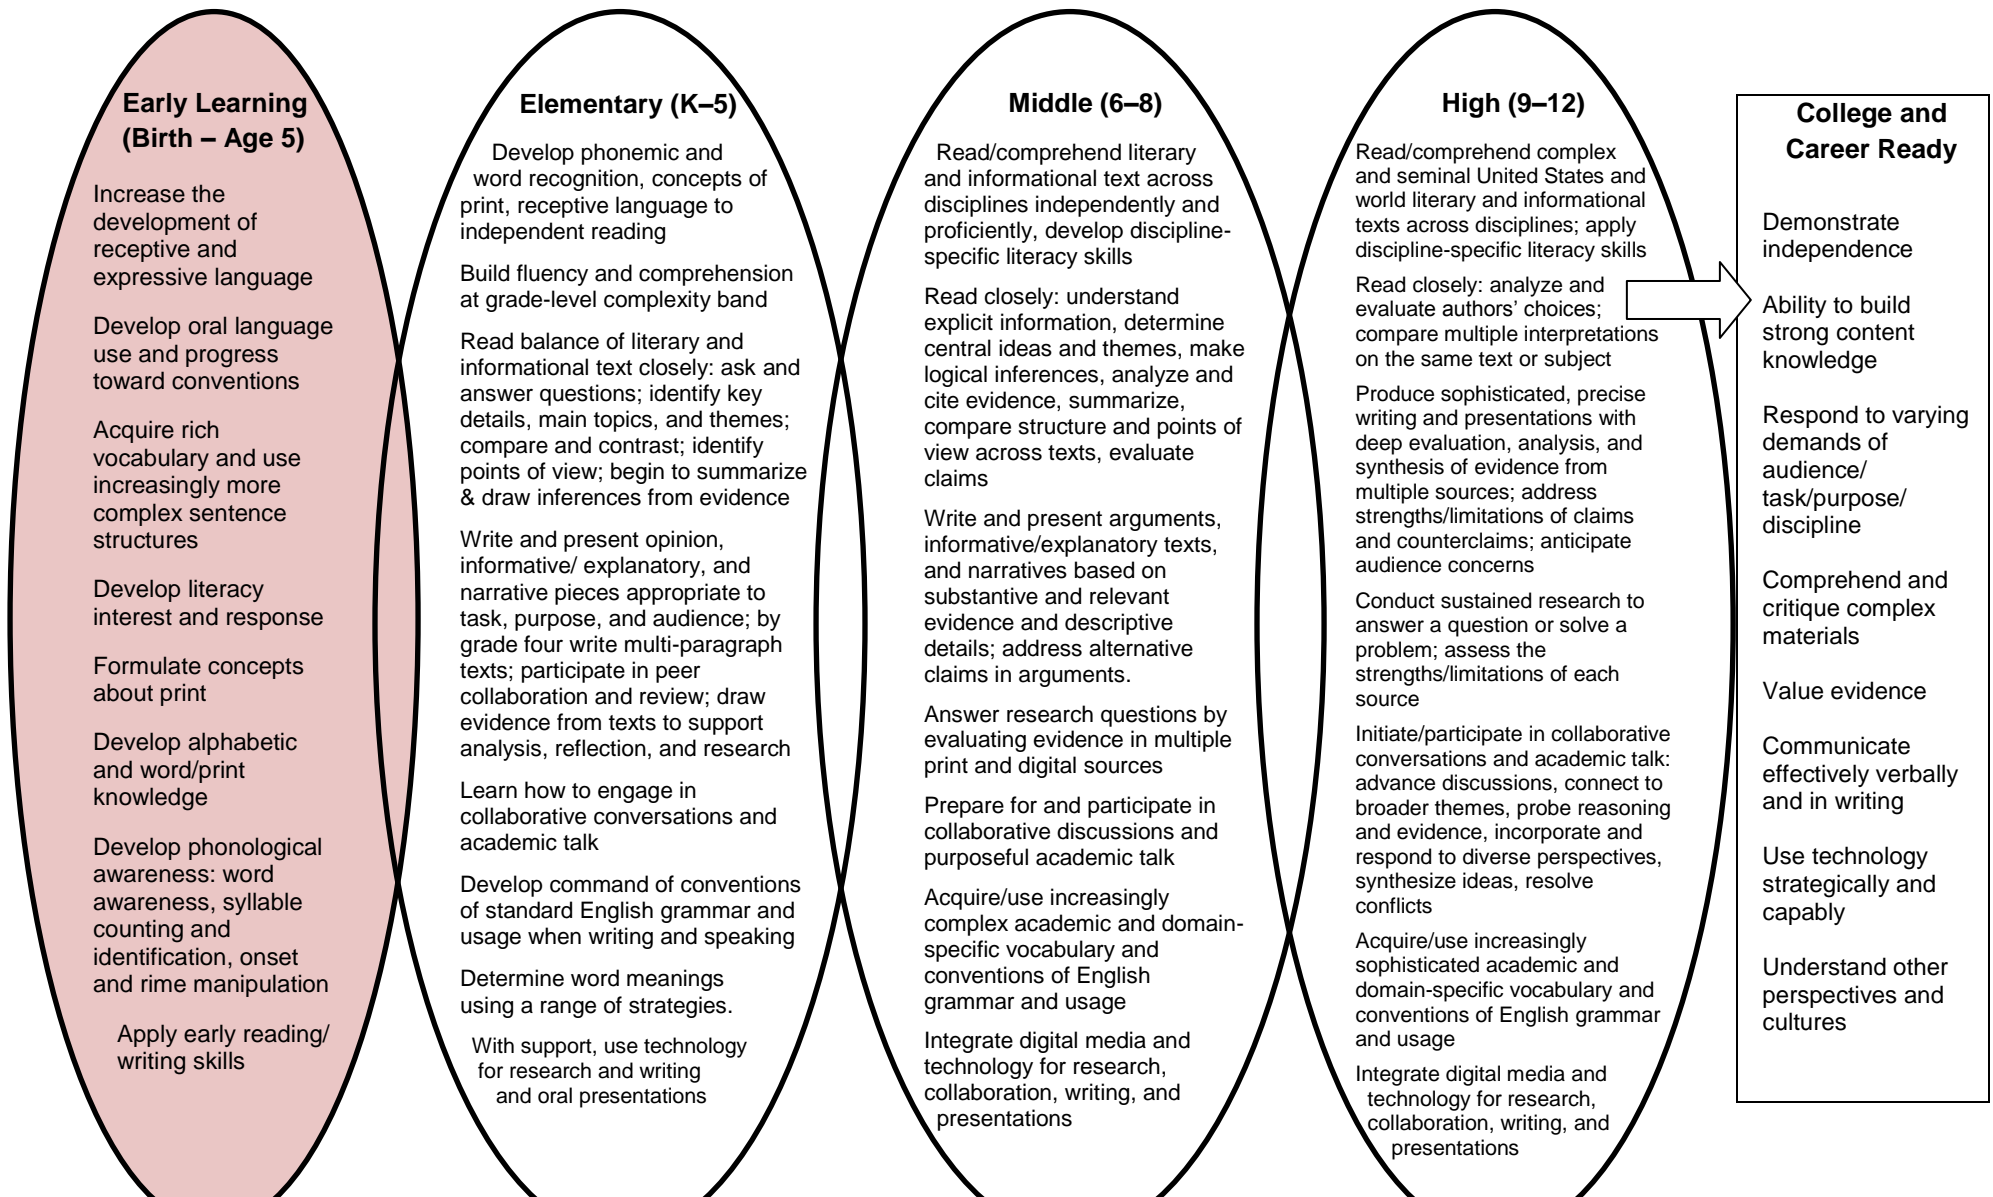 Early Learning
(Birth – Age 5)
Increase the
development of
receptive and
expressive language
Develop oral language
use and progress
toward conventions
Acquire rich
vocabulary and use
increasingly more
complex sentence
structures
Develop literacy
interest and response
Formulate concepts
about print
Develop alphabetic
and word/print
knowledge
Develop phonological
awareness: word
awareness, syllable
counting and
identification, onset
and rime manipulation
Apply early reading/
writing skills
Elementary (K–5)
Develop phonemic and
word recognition, concepts of
print, receptive language to
independent reading
Build fluency and comprehension
at grade-level complexity band
Read balance of literary and
informational text closely: ask and
answer questions; identify key
details, main topics, and themes;
compare and contrast; identify
points of view; begin to summarize
& draw inferences from evidence
Write and present opinion,
informative/ explanatory, and
narrative pieces appropriate to
task, purpose, and audience; by
grade four write multi-paragraph
texts; participate in peer
collaboration and review; draw
evidence from texts to support
analysis, reflection, and research
Learn how to engage in
collaborative conversations and
academic talk
Develop command of conventions
of standard English grammar and
usage when writing and speaking
Determine word meanings
using a range of strategies.
With support, use technology
for research and writing
and oral presentations
Middle (6–8)
Read/comprehend literary
and informational text across
disciplines independently and
proficiently, develop discipline-
specific literacy skills
Read closely: understand
explicit information, determine
central ideas and themes, make
logical inferences, analyze and
cite evidence, summarize,
compare structure and points of
view across texts, evaluate
claims
Write and present arguments,
informative/explanatory texts,
and narratives based on
substantive and relevant
evidence and descriptive
details; address alternative
claims in arguments.
Answer research questions by
evaluating evidence in multiple
print and digital sources
Prepare for and participate in
collaborative discussions and
purposeful academic talk
Acquire/use increasingly
complex academic and domain-
specific vocabulary and
conventions of English
grammar and usage
Integrate digital media and
technology for research,
collaboration, writing, and
presentations
High (9–12)
Read/comprehend complex
and seminal United States and
world literary and informational
texts across disciplines; apply
discipline-specific literacy skills
Read closely: analyze and
evaluate authors’ choices;
compare multiple interpretations
on the same text or subject
Produce sophisticated, precise
writing and presentations with
deep evaluation, analysis, and
synthesis of evidence from
multiple sources; address
strengths/limitations of claims
and counterclaims; anticipate
audience concerns
Conduct sustained research to
answer a question or solve a
problem; assess the
strengths/limitations of each
source
Initiate/participate in collaborative
conversations and academic talk:
advance discussions, connect to
broader themes, probe reasoning
and evidence, incorporate and
respond to diverse perspectives,
synthesize ideas, resolve
conflicts
Acquire/use increasingly
sophisticated academic and
domain-specific vocabulary and
conventions of English grammar
and usage
Integrate digital media and
technology for research,
collaboration, writing, and
presentations
College and
Career Ready
Demonstrate
independence
Ability to build
strong content
knowledge
Respond to varying
demands of
audience/
task/purpose/
discipline
Comprehend and
critique complex
materials
Value evidence
Communicate
effectively verbally
and in writing
Use technology
strategically and
capably
Understand other
perspectives and
cultures